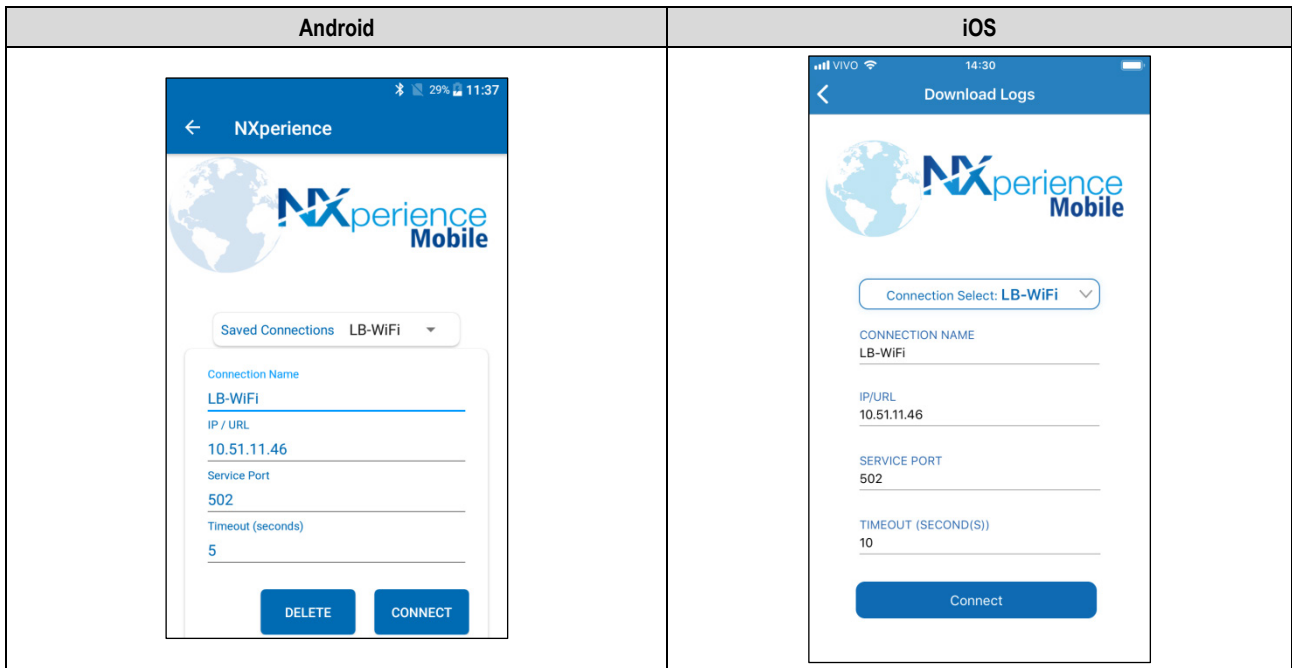 Android
iOS
29% 11:37
NXperience
NXperience
Mobile
Saved Connections LB-WiFi
Connection Name
LB-WiFi
IP / URL
10.51.11.46
Service Port
502
Timeout (seconds)
5
DELETE CONNECT
VIVO 14:30
Download Logs
NXperience
Mobile
Connection Select: LB-WiFi
CONNECTION NAME
LB-WiFi
IP/URL
10.51.11.46
SERVICE PORT
502
TIMEOUT (SECOND(S))
10
Connect